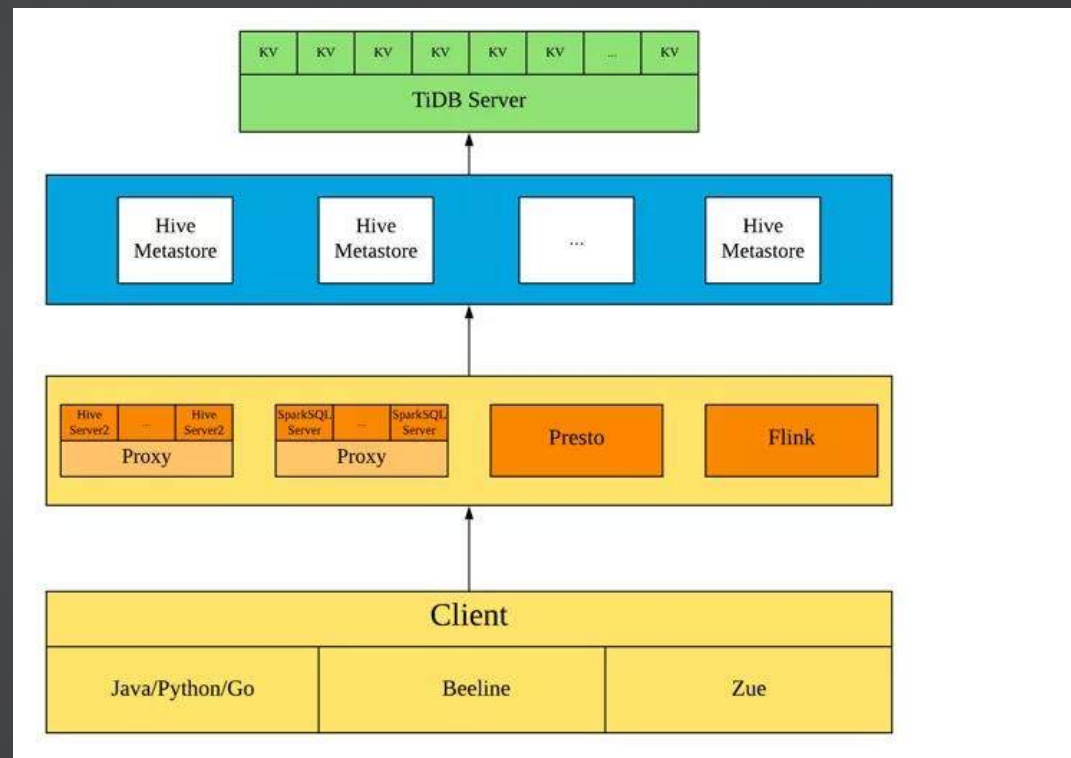 KV KV KV KV KV KV ... KV
TiDB Server
Hive
Metastore
Hive
Metastore
...
Hive
Metastore
Hive
Server2
...
Hive
Server2
Proxy
SparkSQL
Server
...
SparkSQL
Server
Proxy
Presto
Flink
Client
Java/Python/Go
Beeline
Zue